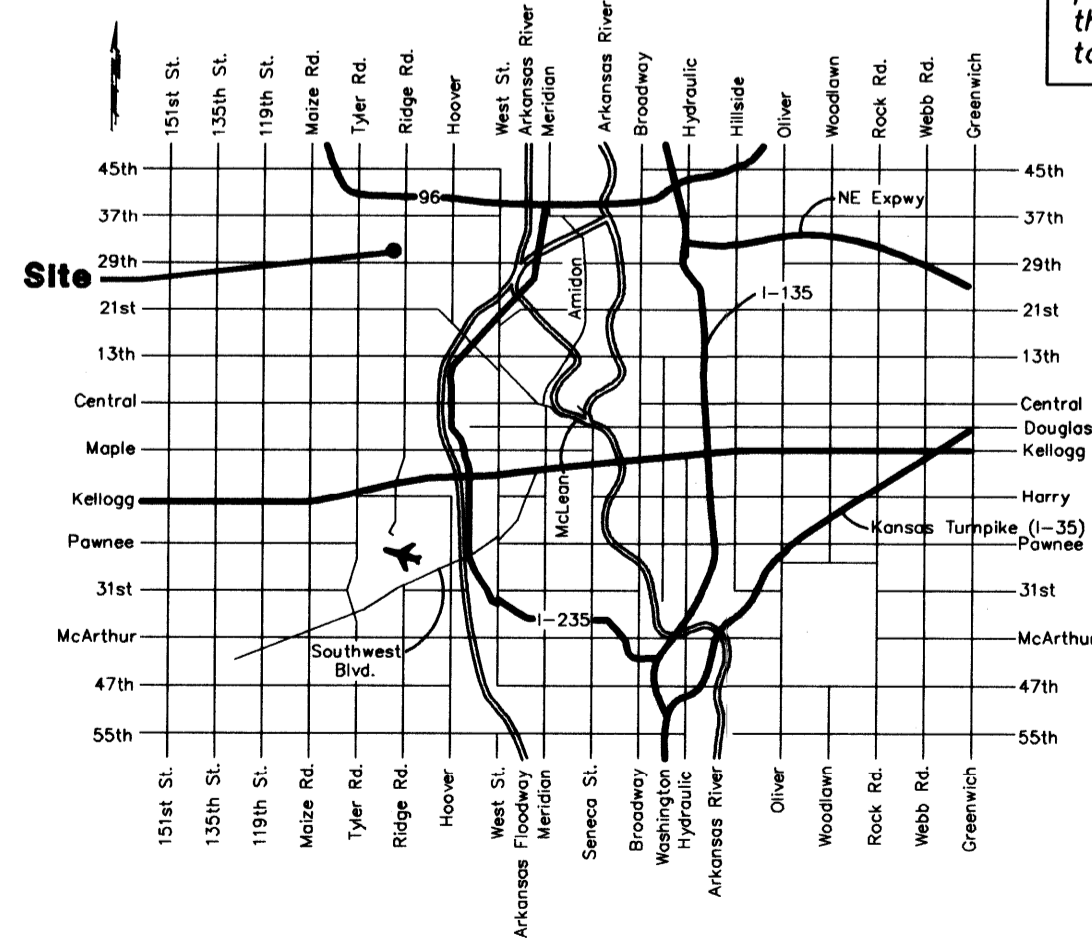 th
to
151st St.
135th St.
119th St.
Maize Rd.
Tyler Rd.
Ridge Rd.
Hoover
West St.
Arkansas River
Meridian
Arkansas River
Broadway
Hydraulic
Hillside
Oliver
Woodlawn
Rock Rd.
Webb Rd.
Greenwich
45th
45th
96
NE Expwy
37th
37th
29th
29th
Site
Amidon
I-135
21st
21st
13th
13th
Central
Central
Douglas
Maple
Kellogg
Kellogg
Harry
McLean
Kansas Turnpike (I-35)
Pawnee
Pawnee
31st
31st
I-235
McArthur
McArthur
Southwest
Blvd.
47th
47th
55th
55th
151st St.
135th St.
119th St.
Maize Rd.
Tyler Rd.
Ridge Rd.
Hoover
West St.
Arkansas Floodway
Meridian
Seneca St.
Broadway
Washington
Hydraulic
Arkansas River
Oliver
Woodlawn
Rock Rd.
Webb Rd.
Greenwich